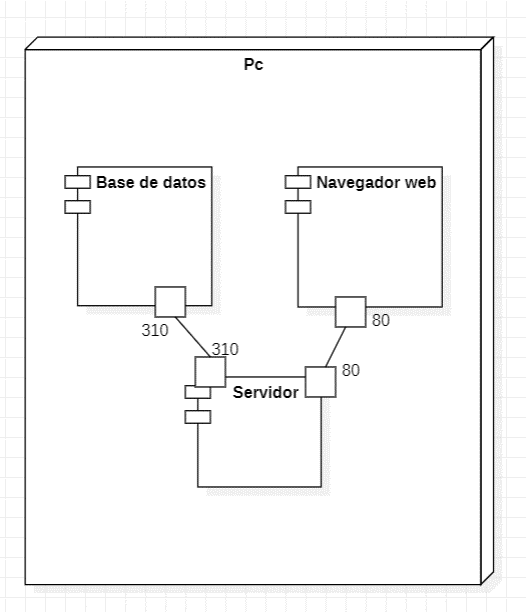 Pc
Base de datos
Navegador web
310
80
310
80
Servidor